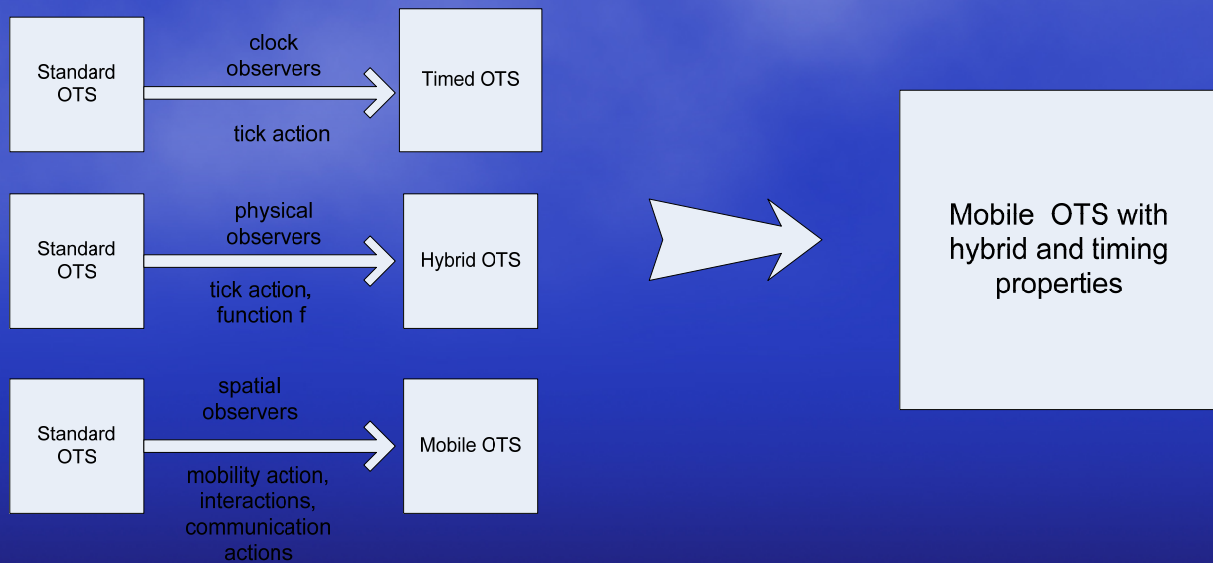 Standard
OTS
clock
observers
tick action
Timed OTS
Standard
OTS
physical
observers
tick action,
function f
Hybrid OTS
Standard
OTS
spatial
observers
mobility action,
interactions,
communication
actions
Mobile OTS
Mobile OTS with
hybrid and timing
properties